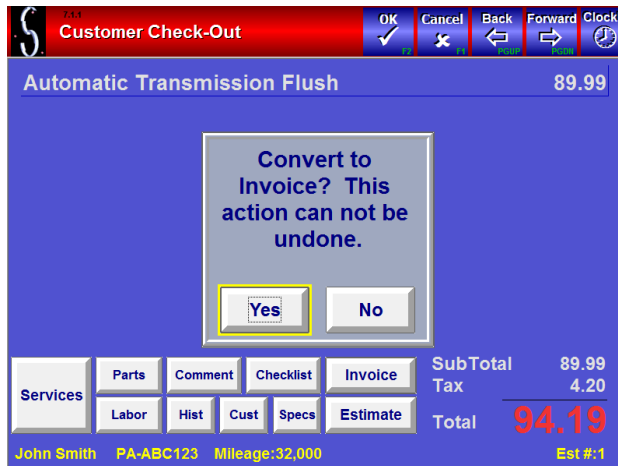 7.1.1
Customer Check-Out
OK F2
Cancel F1
Back PGUP
Forward PGDN
Clock
Automatic Transmission Flush 89.99
Convert to
Invoice? This
action can not be
undone.
Yes No
Services
Parts Comment Checklist Invoice
Labor Hist Cust Specs Estimate
SubTotal 89.99
Tax 4.20
Total 94.19
John Smith PA-ABC123 Mileage:32,000 Est #:1